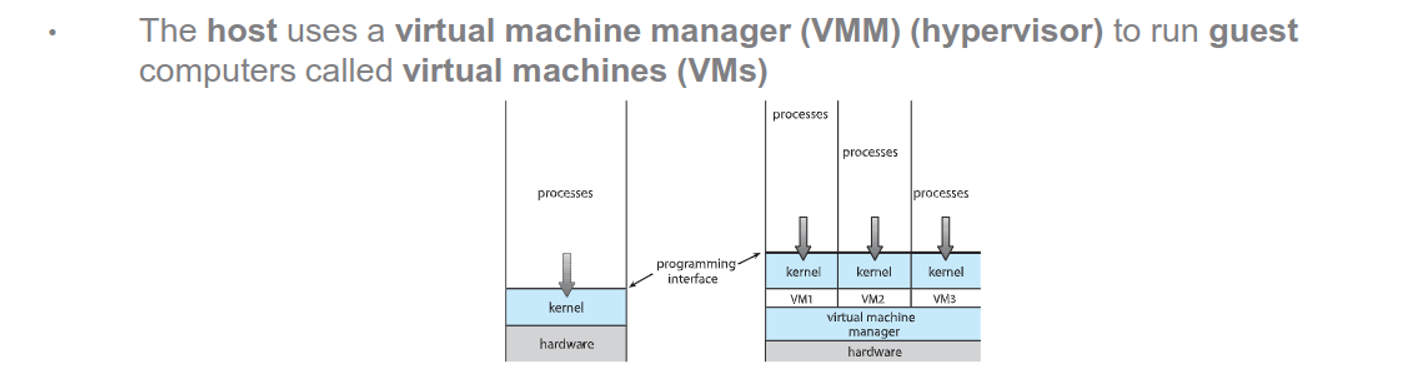 • The host uses a virtual machine manager (VMM) (hypervisor) to run guest
computers called virtual machines (VMs)
processes
kernel
hardware
programming
interface
processes
processes
processes
kernel kernel kernel
VM1 VM2 VM3
virtual machine
manager
hardware